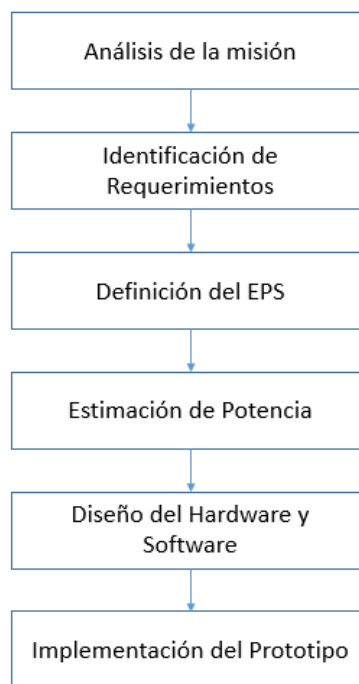 Análisis de la misión
Identificación de
Requerimientos
Definición del EPS
Estimación de Potencia
Diseño del Hardware y
Software
Implementación del Prototipo